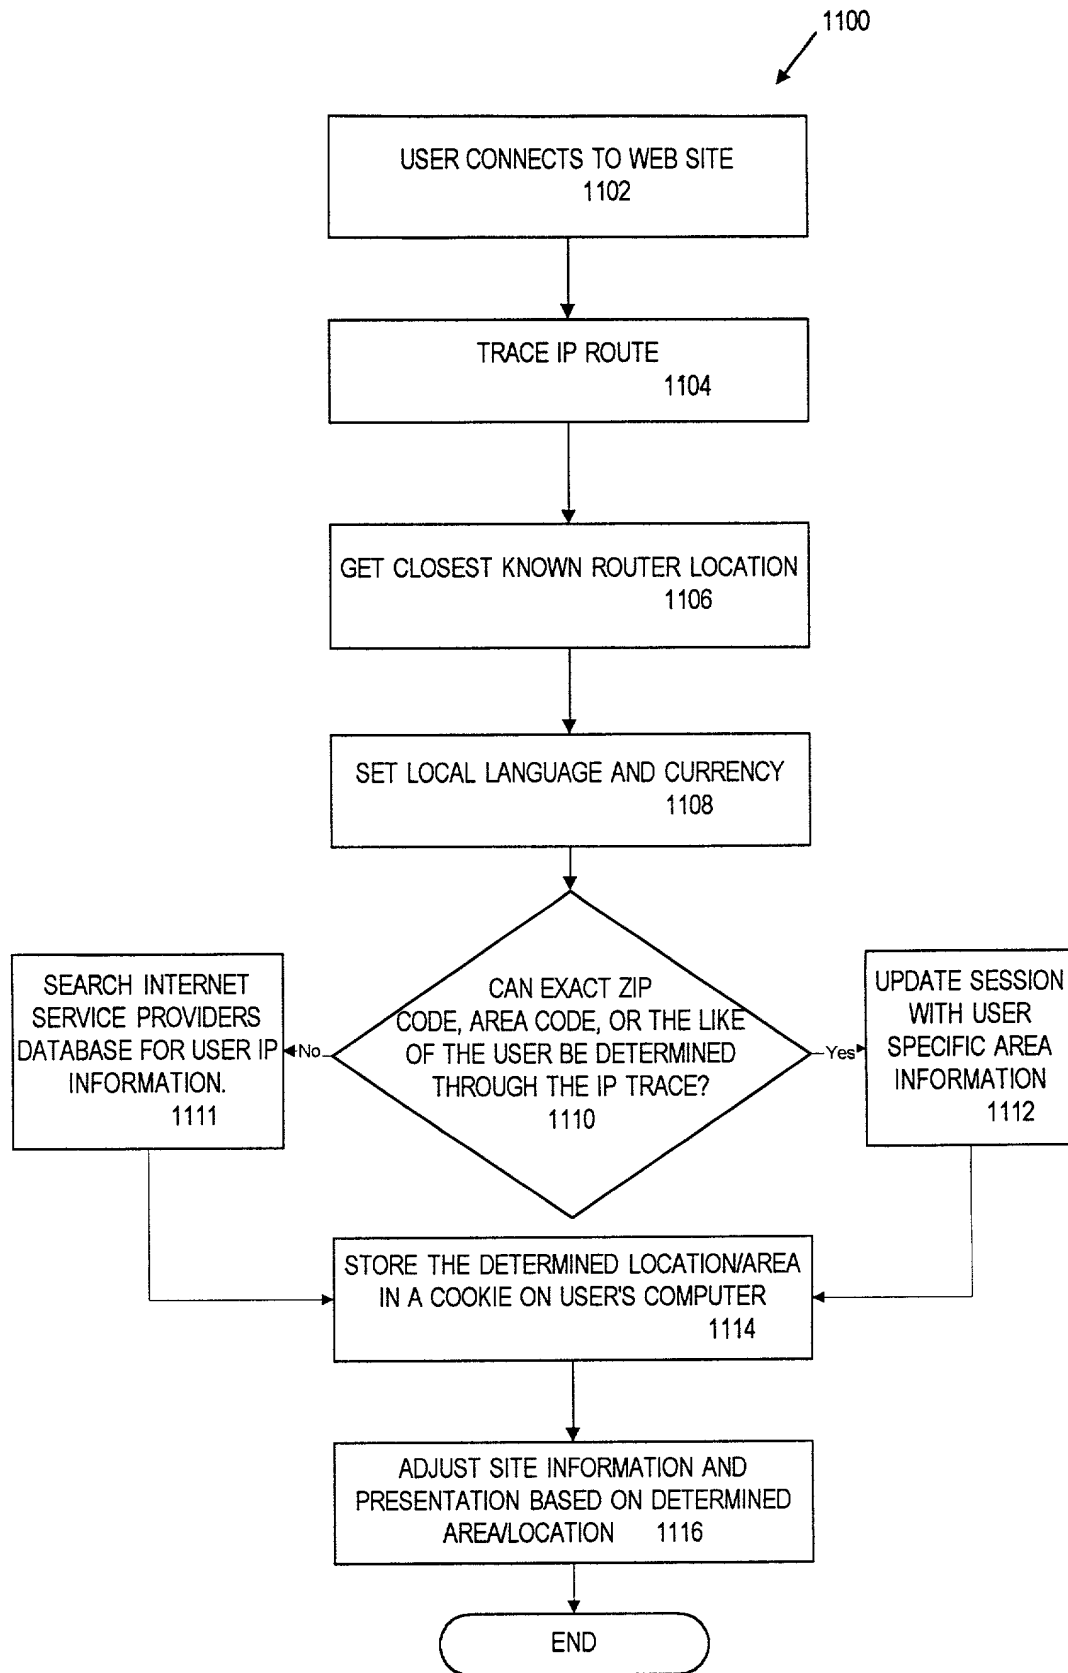 1100
USER CONNECTS TO WEB SITE
1102
TRACE IP ROUTE
1104
GET CLOSEST KNOWN ROUTER LOCATION
1106
SET LOCAL LANGUAGE AND CURRENCY
1108
CAN EXACT ZIP
CODE, AREA CODE, OR THE LIKE
OF THE USER BE DETERMINED
THROUGH THE IP TRACE?
1110
No
SEARCH INTERNET
SERVICE PROVIDERS
DATABASE FOR USER IP
INFORMATION.
1111
Yes
UPDATE SESSION
WITH USER
SPECIFIC AREA
INFORMATION
1112
STORE THE DETERMINED LOCATION/AREA
IN A COOKIE ON USER'S COMPUTER
1114
ADJUST SITE INFORMATION AND
PRESENTATION BASED ON DETERMINED
AREA/LOCATION 1116
END